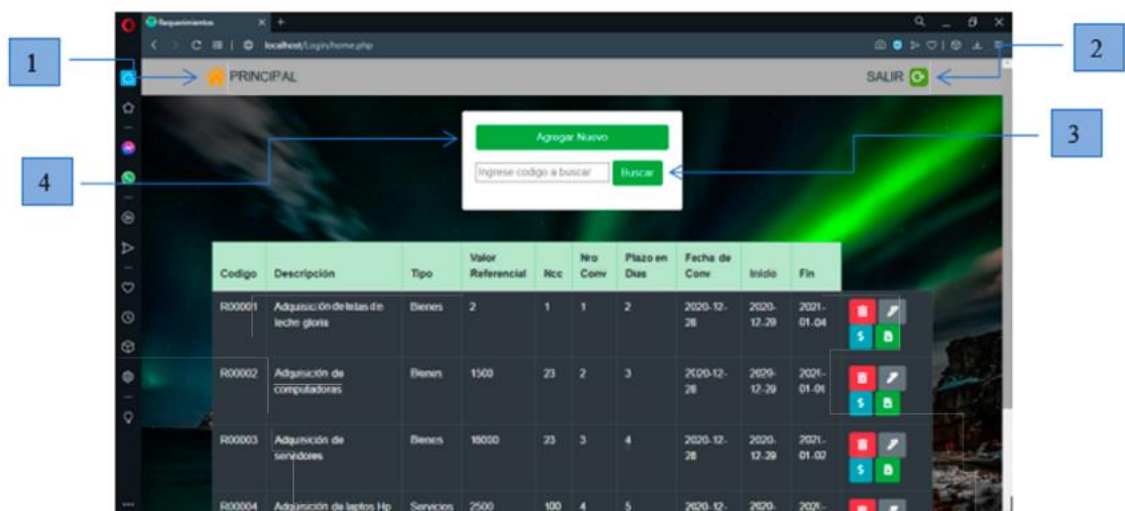 Requerimientos
localhost/Login/home.php
1
2
PRINCIPAL
SALIR
Agregar Nuevo
3
Ingrese codigo a buscar Buscar
4
Valor Nro Plazo en Fecha de
Codigo Descripción Tipo Referencial Ncc Conv Dias Conv Inicio Fin
R00001 Adquisición de latas de Bienes 2 1 1 2 2020-12- 2020- 2021-
leche gloria 28 12-29 01-04
R00002 Adquisición de Bienes 1500 23 2 3 2020-12- 2020- 2021-
computadoras 28 12-29 01-01
R00003 Adquisición de Bienes 16000 23 3 4 2020-12- 2020- 2021-
servidores 28 12-29 01-02
R00004 Adquisición de laptos Hp Servicios 2500 100 4 5 2020-12- 2020- 2021-